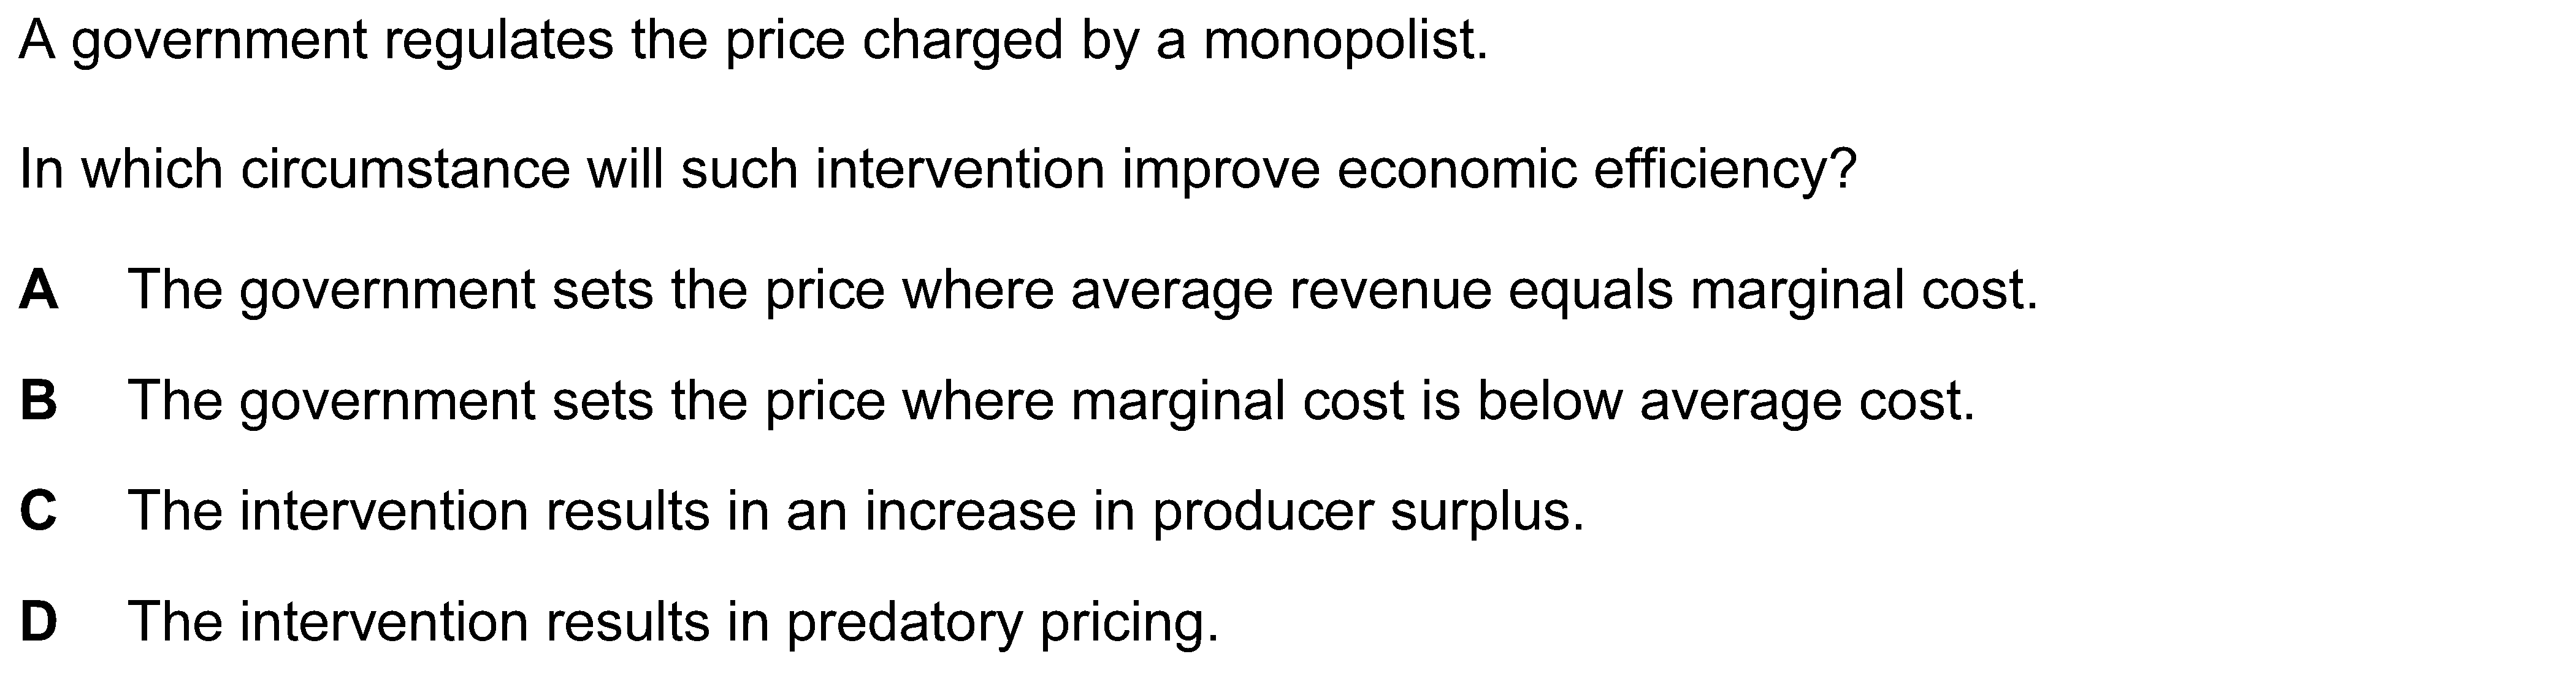 A government regulates the price charged by a monopolist.
In which circumstance will such intervention improve economic efficiency?
A The government sets the price where average revenue equals marginal cost.
B The government sets the price where marginal cost is below average cost.
C The intervention results in an increase in producer surplus.
D The intervention results in predatory pricing.